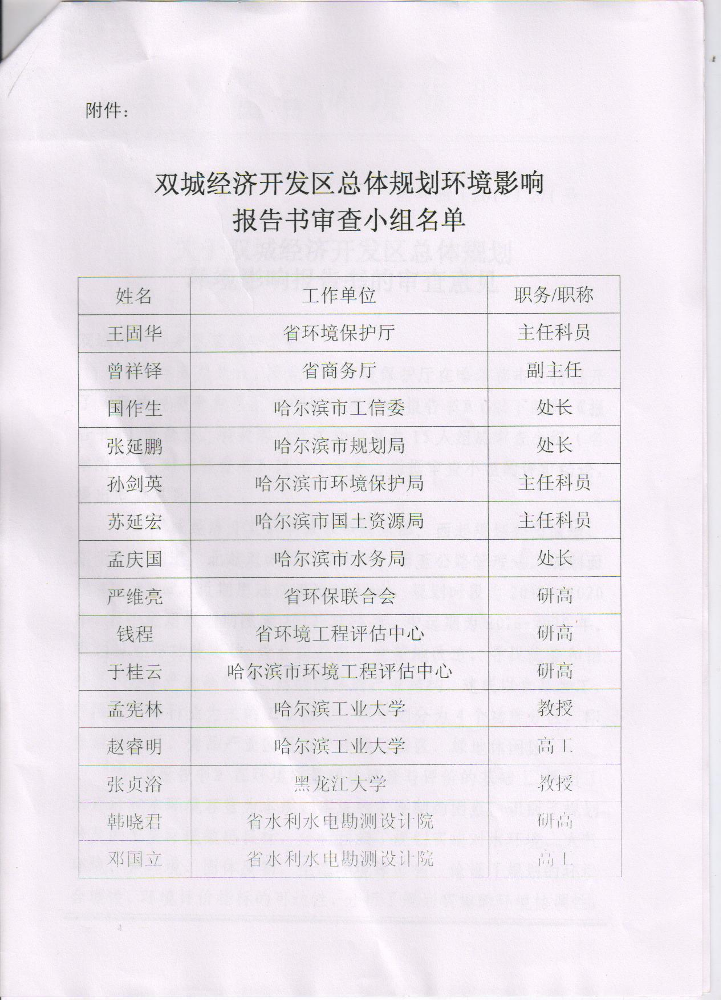 附件：
双城经济开发区总体规划环境影响
报告书审查小组名单
姓名 工作单位 职务/职称
王固华 省环境保护厅 主任科员
曾祥铎 省商务厅 副主任
国作生 哈尔滨市工信委 处长
张延鹏 哈尔滨市规划局 处长
孙剑英 哈尔滨市环境保护局 主任科员
苏延宏 哈尔滨市国土资源局 主任科员
孟庆国 哈尔滨市水务局 处长
严维亮 省环保联合会 研高
钱程 省环境工程评估中心 研高
于桂云 哈尔滨市环境工程评估中心 研高
孟宪林 哈尔滨工业大学 教授
赵睿明 哈尔滨工业大学 高工
张贞浴 黑龙江大学 教授
韩晓君 省水利水电勘测设计院 研高
邓国立 省水利水电勘测设计院 高工
4